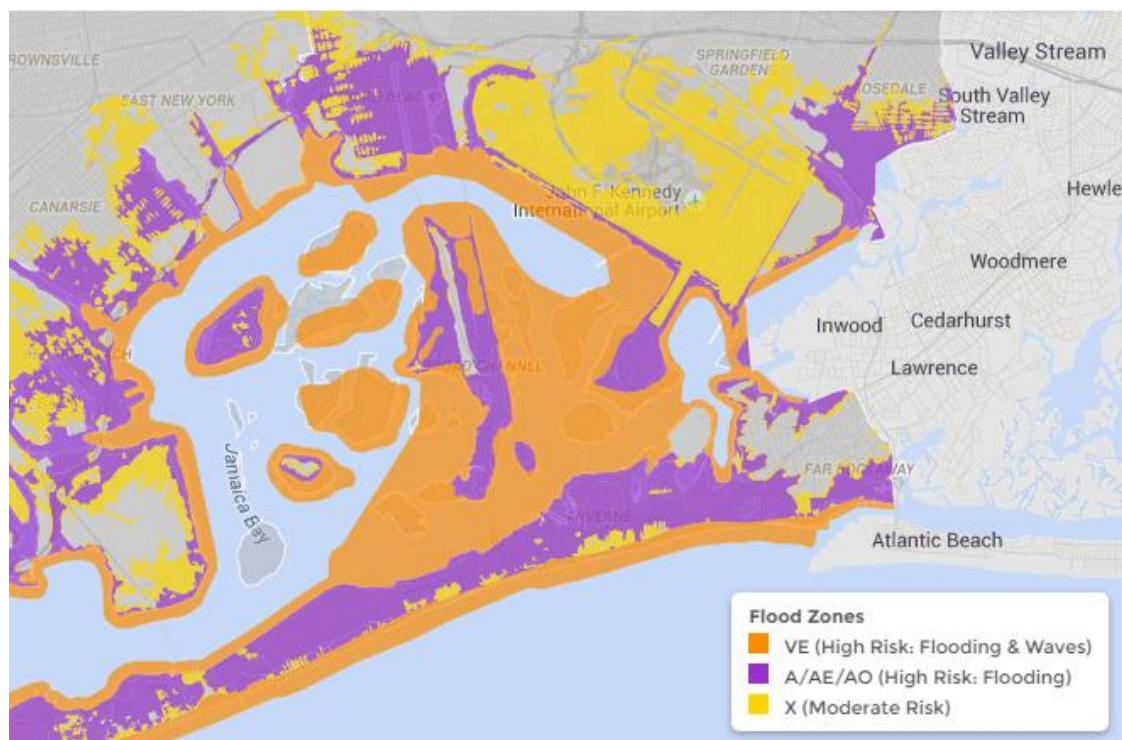 SPRINGFIELD
GARDENS
Valley Stream
ROWNSVILLE
EAST NEW YORK
ROSEDALE
South Valley
Stream
John F. Kennedy
International Airport
Hewle
CANARSIE
Woodmere
Inwood
Cedarhurst
Lawrence
Jamaica Bay
FAR ROCKAWAY
Atlantic Beach
Flood Zones
VE (High Risk: Flooding & Waves)
A/AE/AO (High Risk: Flooding)
X (Moderate Risk)